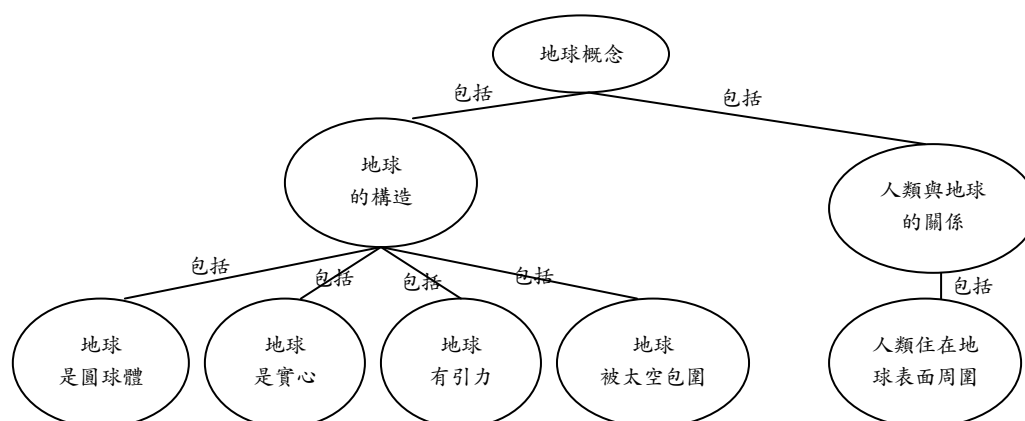 地球概念
包括
包括
地球
的構造
人類與地球
的關係
包括
包括
包括
包括
包括
地球
是圓球體
地球
是實心
地球
有引力
地球
被太空包圍
人類住在地
球表面周圍